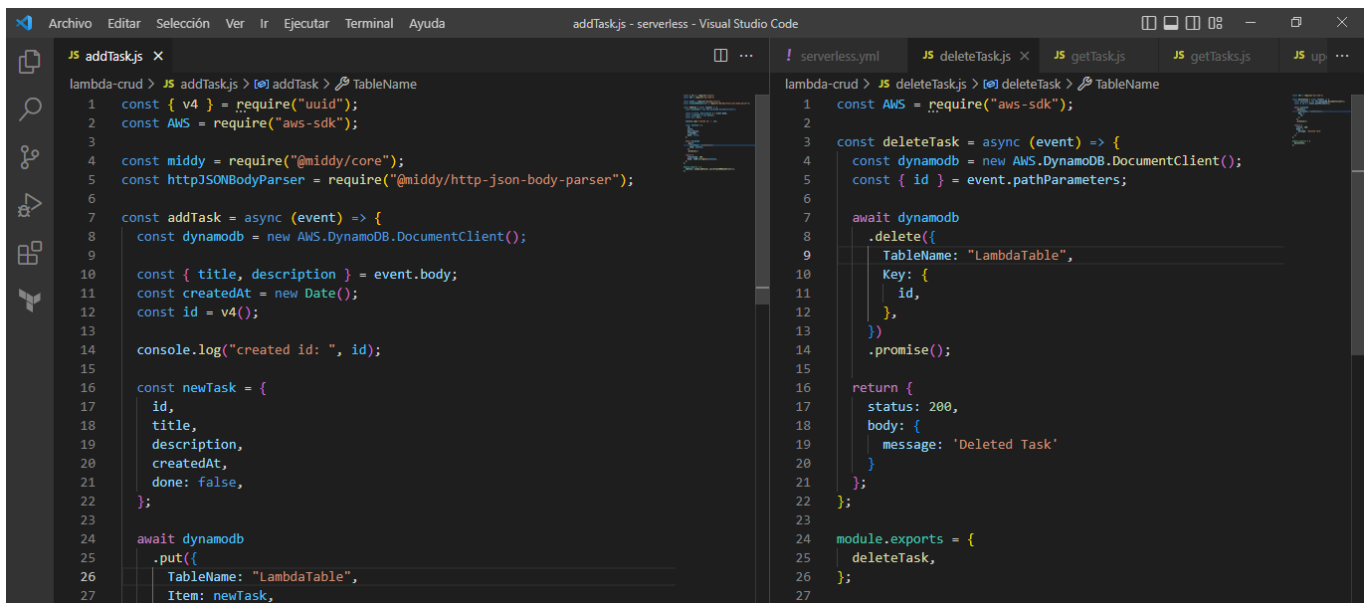 Archivo Editar Selección Ver Ir Ejecutar Terminal Ayuda addTask.js - serverless - Visual Studio Code
JS addTask.js
lambda-crud > JS addTask.js > addTask > TableName
1 const { v4 } = require("uuid");
2 const AWS = require("aws-sdk");
3
4 const middy = require("@middy/core");
5 const httpJSONBodyParser = require("@middy/http-json-body-parser");
6
7 const addTask = async (event) => {
8 const dynamodb = new AWS.DynamoDB.DocumentClient();
9
10 const { title, description } = event.body;
11 const createdAt = new Date();
12 const id = v4();
13
14 console.log("created id: ", id);
15
16 const newTask = {
17 id,
18 title,
19 description,
20 createdAt,
21 done: false,
22 };
23
24 await dynamodb
25 .put({
26 TableName: "LambdaTable",
27 Item: newTask,
! serverless.yml JS deleteTask.js JS getTask.js JS getTasks.js JS up
lambda-crud > JS deleteTask.js > deleteTask > TableName
1 const AWS = require("aws-sdk");
2
3 const deleteTask = async (event) => {
4 const dynamodb = new AWS.DynamoDB.DocumentClient();
5 const { id } = event.pathParameters;
6
7 await dynamodb
8 .delete({
9 TableName: "LambdaTable",
10 Key: {
11 id,
12 },
13 })
14 .promise();
15
16 return {
17 status: 200,
18 body: {
19 message: 'Deleted Task'
20 }
21 };
22 };
23
24 module.exports = {
25 deleteTask,
26 };
27